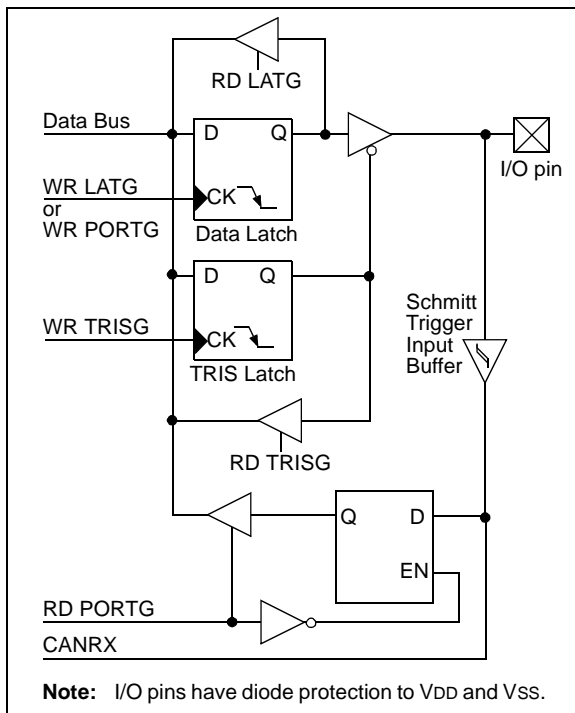 RD LATG
Data Bus
D Q
I/O pin
WR LATG
or
WR PORTG
CK
Data Latch
D Q
WR TRISG
CK
TRIS Latch
Schmitt
Trigger
Input
Buffer
RD TRISG
Q D
EN
RD PORTG
CANRX
Note: I/O pins have diode protection to VDD and VSS.